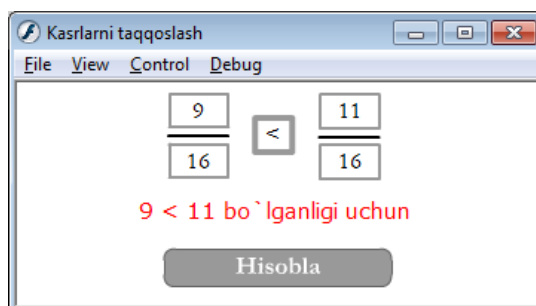 Kasrlarni taqqoslash
File View Control Debug
9 < 11
16 16
9 < 11 bo`lganligi uchun
Hisobla